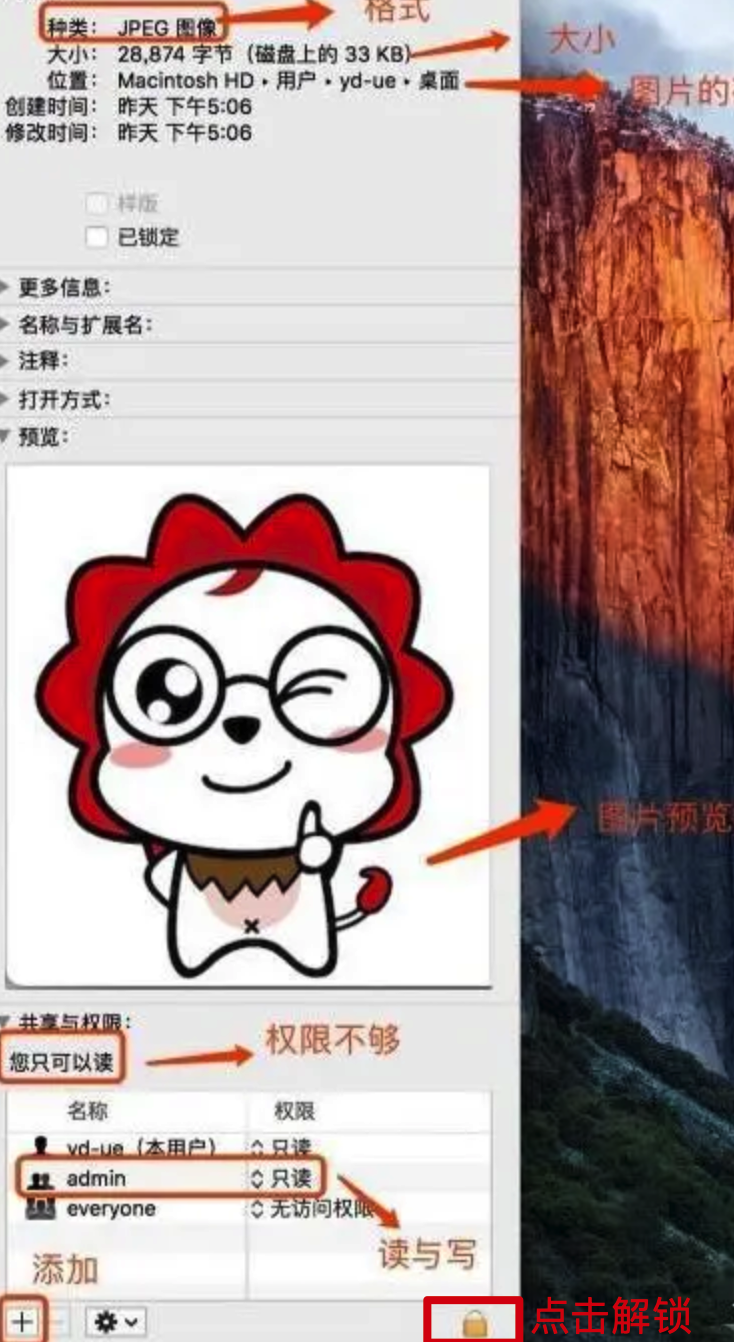 格式
种类： JPEG 图像
大小： 28,874 字节（磁盘上的 33 KB）
大小
位置： Macintosh HD ▸ 用户 ▸ yd-ue ▸ 桌面
图片的
创建时间： 昨天 下午5:06
修改时间： 昨天 下午5:06
样版
已锁定
更多信息：
名称与扩展名：
注释：
打开方式：
预览：
图片预览
共享与权限：
您只可以读
权限不够
名称 权限
yd-ue（本用户） 只读
admin 只读
everyone 无访问权限
读与写
添加
点击解锁